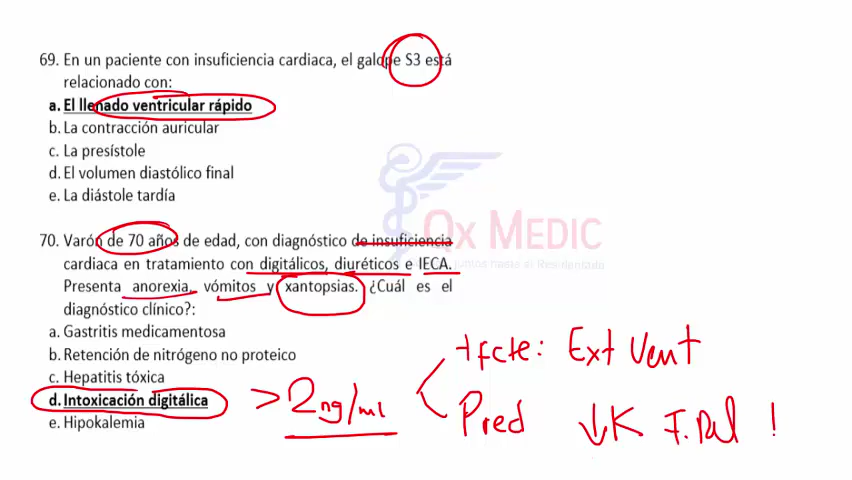 69. En un paciente con insuficiencia cardiaca, el galope S3 está
relacionado con:
a. El llenado ventricular rápido
b. La contracción auricular
c. La presístole
d. El volumen diastólico final
e. La diástole tardía
Qx MEDIC
70. Varón de 70 años de edad, con diagnóstico de insuficiencia
cardiaca en tratamiento con digitálicos, diuréticos e IECA.
Presenta anorexia, vómitos y xantopsias. ¿Cuál es el
diagnóstico clínico?:
a. Gastritis medicamentosa
b. Retención de nitrógeno no proteico
c. Hepatitis tóxica
d. Intoxicación digitálica
e. Hipokalemia
> 2 ng/ml
+fcte: Ext Vent
Pred ↓K